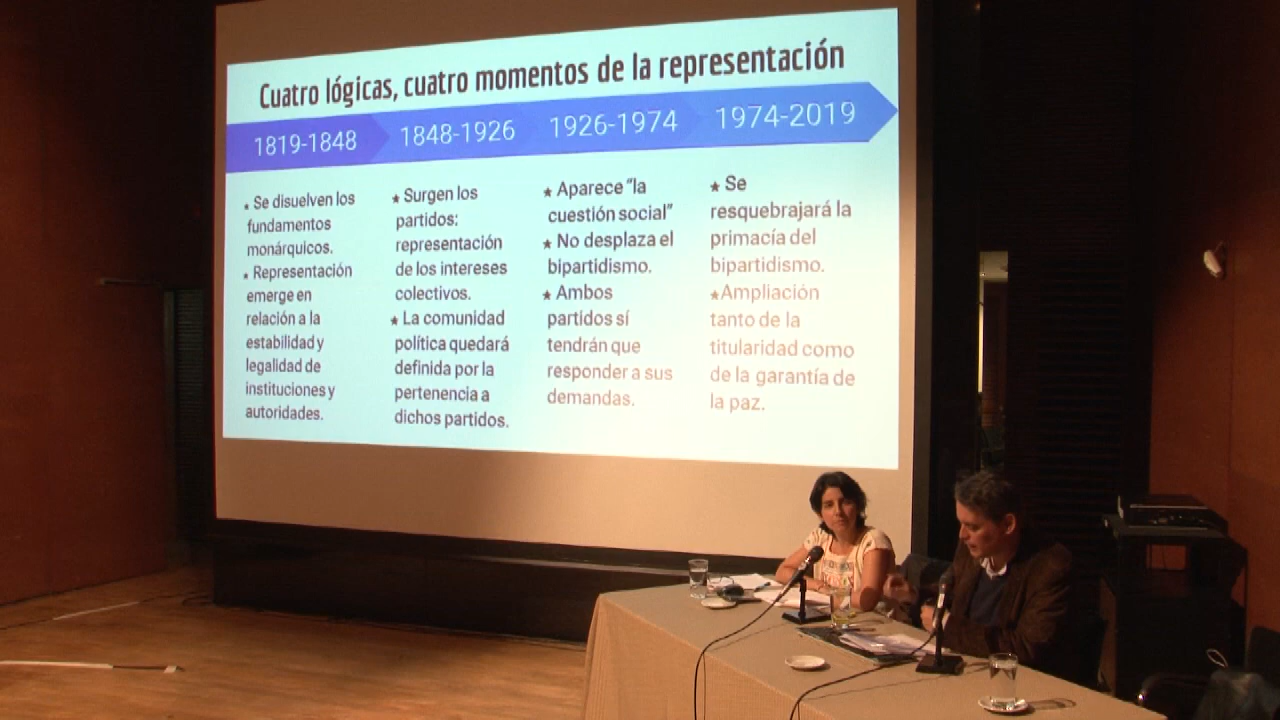 Cuatro lógicas, cuatro momentos de la representación
1819-1848
1848-1926
1926-1974
1974-2019
★ Se disuelven los
fundamentos
monárquicos.
★ Representación
emerge en
relación a la
estabilidad y
legalidad de
instituciones y
autoridades.
★ Surgen los
partidos:
representación
de los intereses
colectivos.
★ La comunidad
política quedará
definida por la
pertenencia a
dichos partidos.
★ Aparece “la
cuestión social”
★ No desplaza el
bipartidismo.
★ Ambos
partidos sí
tendrán que
responder a sus
demandas.
★ Se
resquebrajará la
primacía del
bipartidismo.
★Ampliación
tanto de la
titularidad como
de la garantía de
la paz.